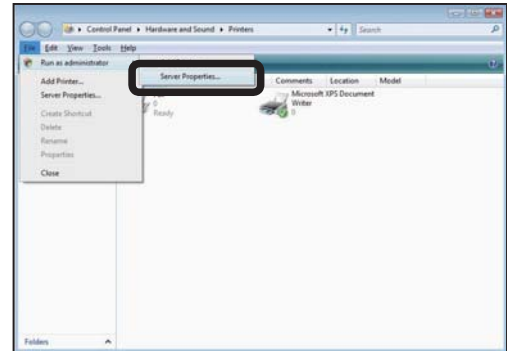 Control Panel ▸ Hardware and Sound ▸ Printers
Search
File Edit View Tools Help
Run as administrator
Server Properties...
Add Printer...
Server Properties...
Create Shortcut
Delete
Rename
Properties
Close
Comments Location Model
0
Ready
Microsoft XPS Document
Writer
0
Folders